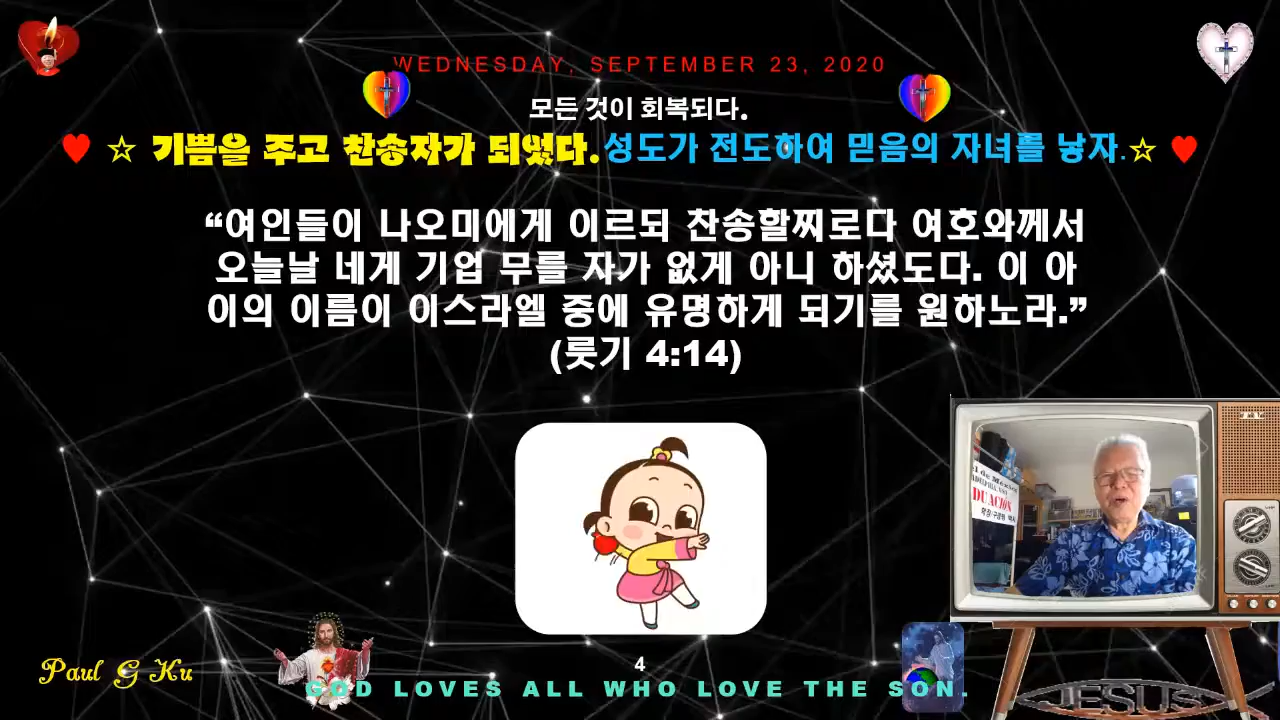 WEDNESDAY, SEPTEMBER 23, 2020
모든 것이 회복되다.
♥ ☆ 기쁨을 주고 찬송자가 되었다. 성도가 전도하여 믿음의 자녀를 낳자. ☆ ♥
“여인들이 나오미에게 이르되 찬송할찌로다 여호와께서
오늘날 네게 기업 무를 자가 없게 아니 하셨도다. 이 아
이의 이름이 이스라엘 중에 유명하게 되기를 원하노라.”
(룻기 4:14)
DUACIÓN
Paul G Ku
4
GOD LOVES ALL WHO LOVE THE SON.
JESUS